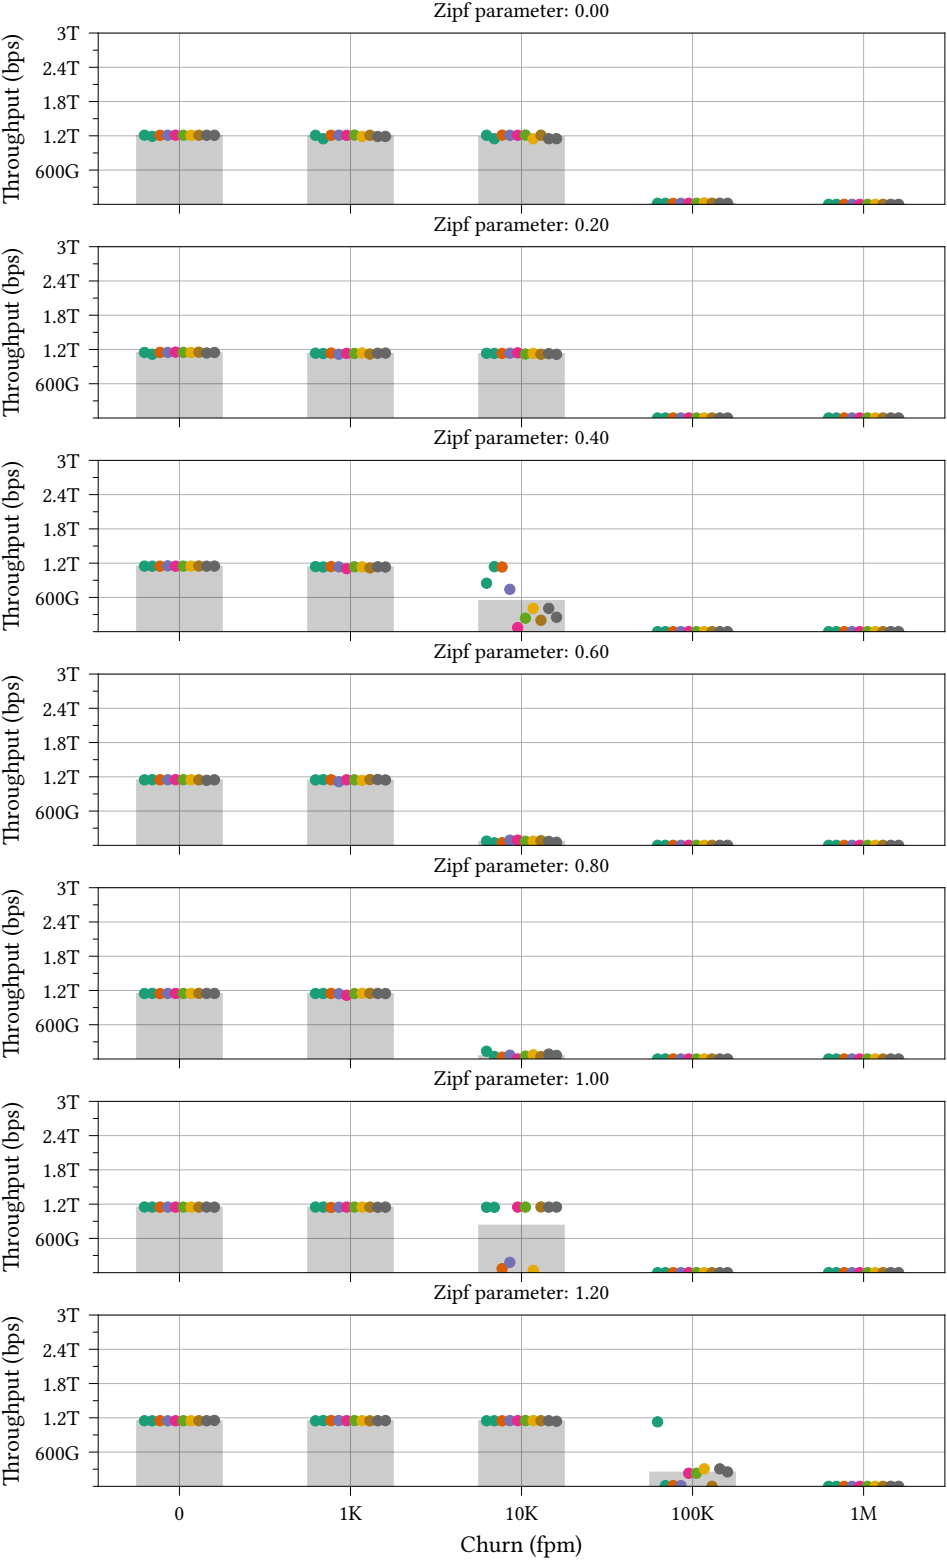 Zipf parameter: 0.00
Throughput (bps)
3T
2.4T
1.8T
1.2T
600G
Zipf parameter: 0.20
Throughput (bps)
3T
2.4T
1.8T
1.2T
600G
Zipf parameter: 0.40
Throughput (bps)
3T
2.4T
1.8T
1.2T
600G
Zipf parameter: 0.60
Throughput (bps)
3T
2.4T
1.8T
1.2T
600G
Zipf parameter: 0.80
Throughput (bps)
3T
2.4T
1.8T
1.2T
600G
Zipf parameter: 1.00
Throughput (bps)
3T
2.4T
1.8T
1.2T
600G
Zipf parameter: 1.20
Throughput (bps)
3T
2.4T
1.8T
1.2T
600G
0 1K 10K 100K 1M
Churn (fpm)